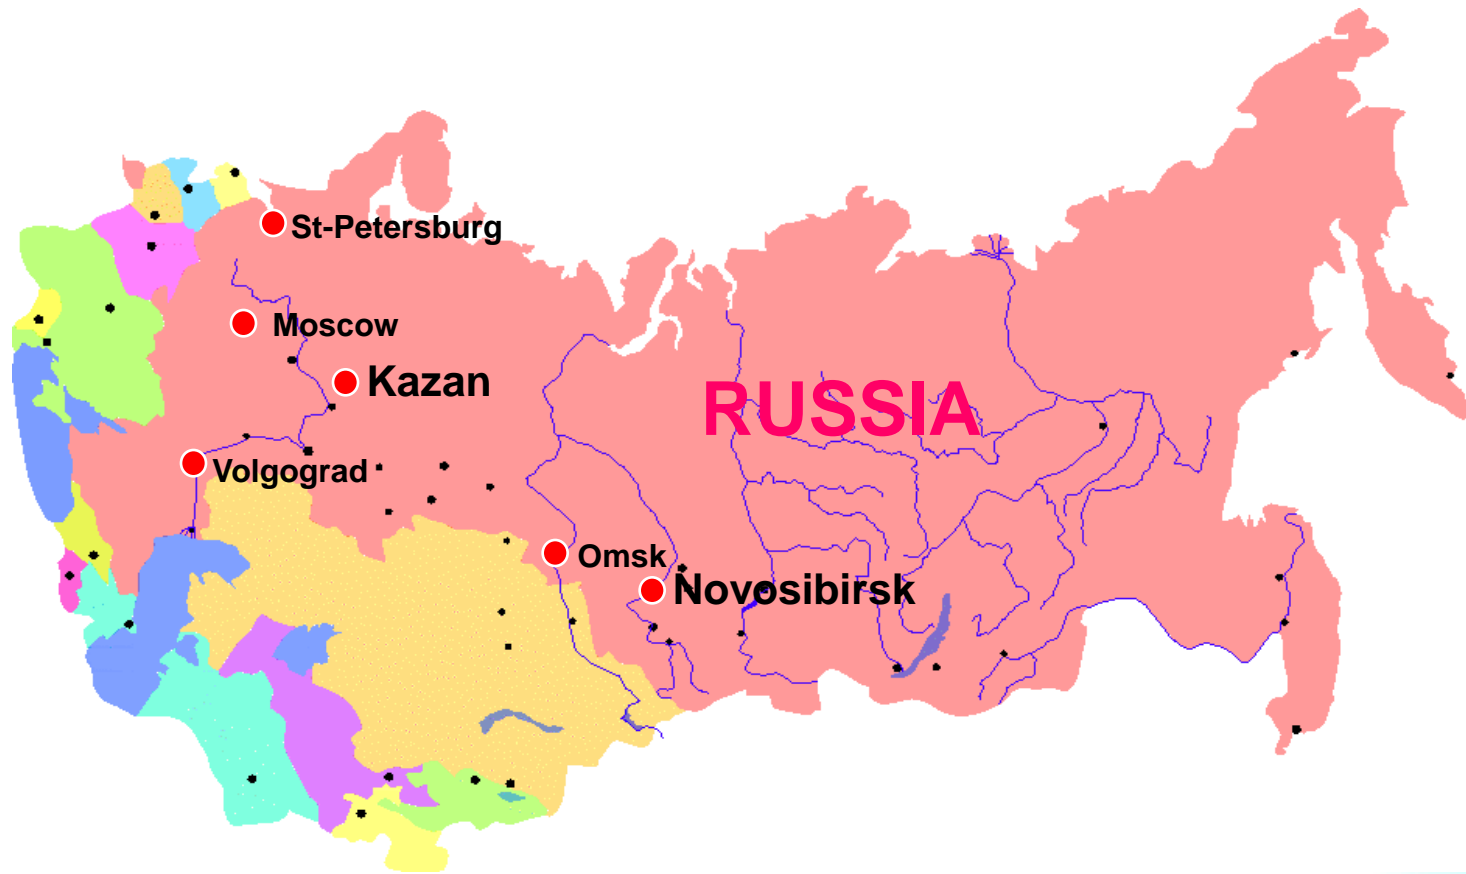 St-Petersburg
Moscow
Kazan
RUSSIA
Volgograd
Omsk
Novosibirsk